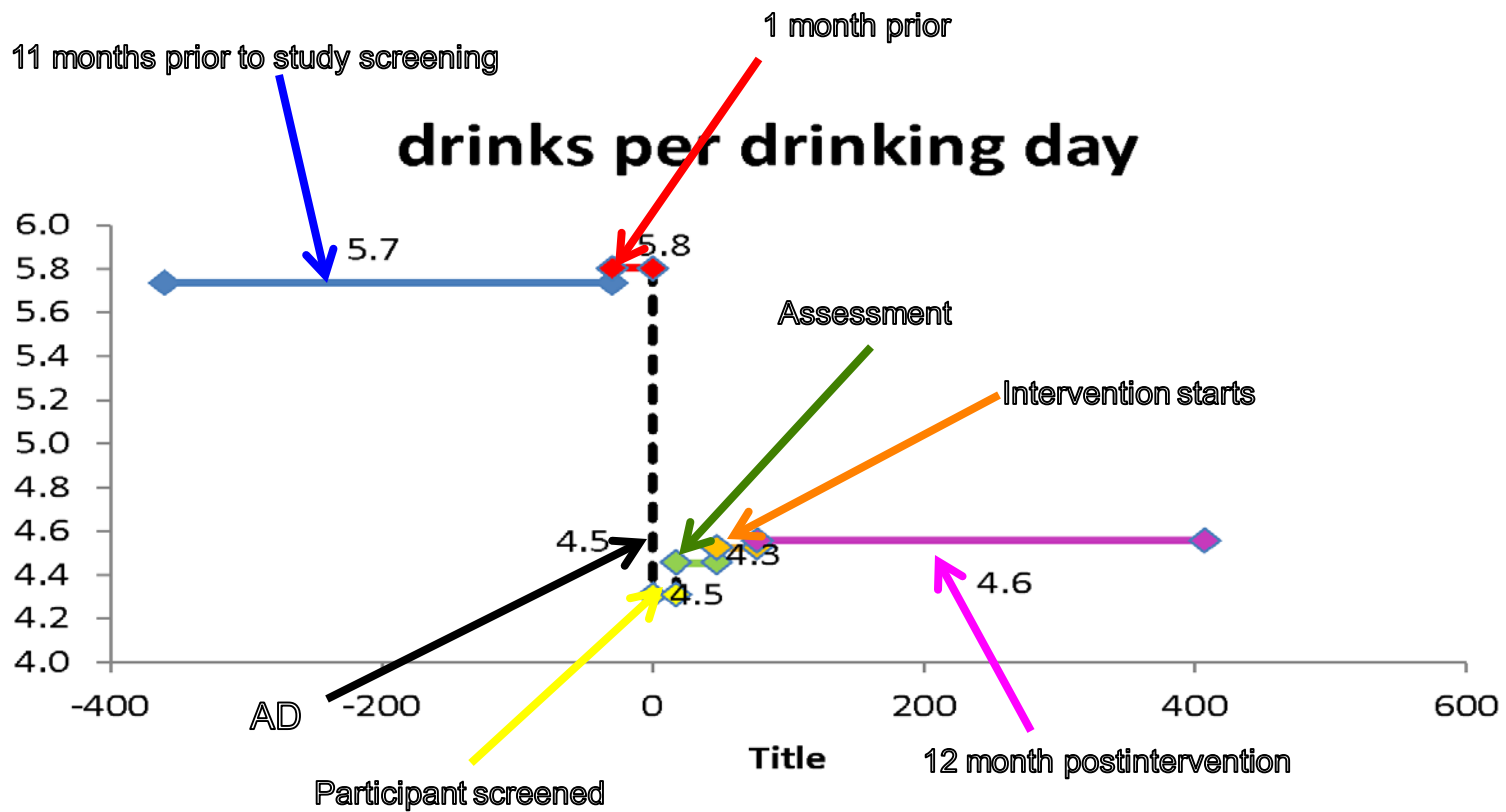 1 month prior
11 months prior to study screening
drinks per drinking day
6.0
5.8
5.6
5.4
5.2
5.0
4.8
4.6
4.4
4.2
4.0
5.7
5.8
Assessment
Intervention starts
4.5
4.3
4.5
4.6
-400
-200
0
200
400
600
AD
Title
12 month postintervention
Participant screened